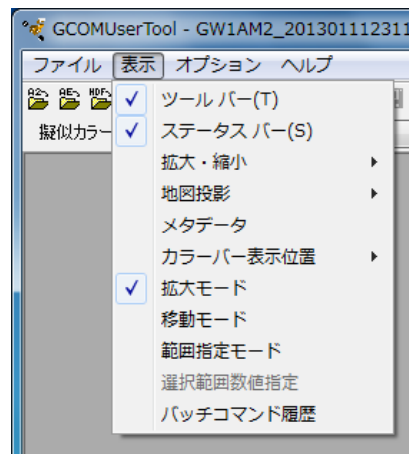 GCOMUserTool - GW1AM2_201301112311
ファイル 表示 オプション ヘルプ
擬似カラー
ツール バー(T)
ステータス バー(S)
拡大・縮小
地図投影
メタデータ
カラーバー表示位置
拡大モード
移動モード
範囲指定モード
選択範囲数値指定
バッチコマンド履歴